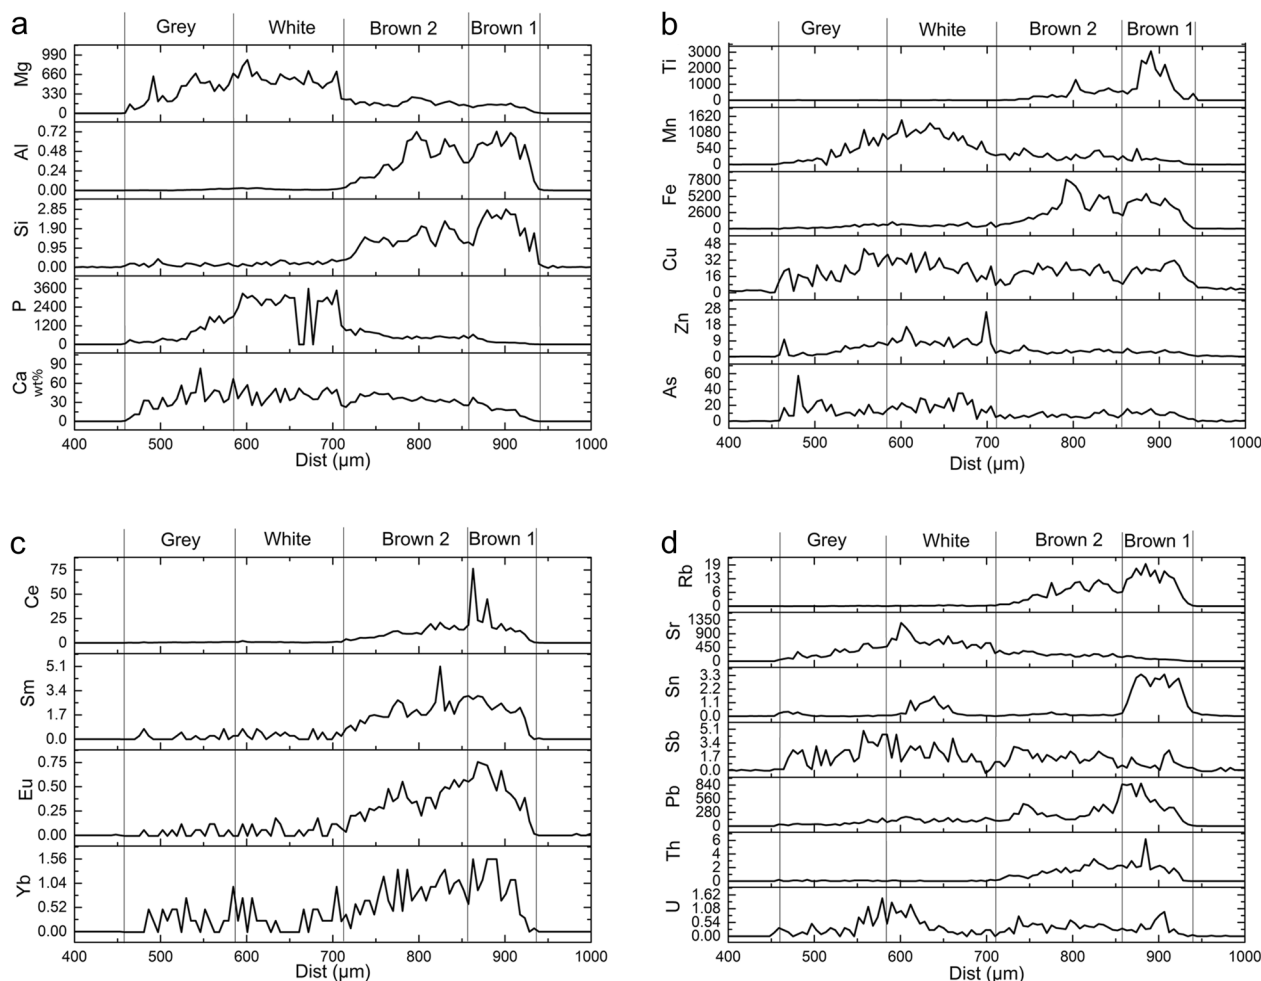 a
Grey White Brown 2 Brown 1
Mg
990
660
330
0
Al
0.72
0.48
0.24
0.00
Si
2.85
1.90
0.95
0.00
P
3600
2400
1200
0
Ca
wt%
90
60
30
0
400 500 600 700 800 900 1000
Dist (µm)
b
Grey White Brown 2 Brown 1
Ti
3000
2000
1000
0
Mn
1620
1080
540
0
Fe
7800
5200
2600
0
Cu
48
32
16
0
Zn
28
18
9
0
As
60
40
20
0
400 500 600 700 800 900 1000
Dist (µm)
c
Grey White Brown 2 Brown 1
Ce
75
50
25
0
Sm
5.1
3.4
1.7
0.0
Eu
0.75
0.50
0.25
0.00
Yb
1.56
1.04
0.52
0.00
400 500 600 700 800 900 1000
Dist (µm)
d
Grey White Brown 2 Brown 1
Rb
19
13
6
0
Sr
1350
900
450
0
Sn
3.3
2.2
1.1
0.0
Sb
5.1
3.4
1.7
0.0
Pb
840
560
280
0
Th
6
4
2
0
U
1.62
1.08
0.54
0.00
400 500 600 700 800 900 1000
Dist (µm)